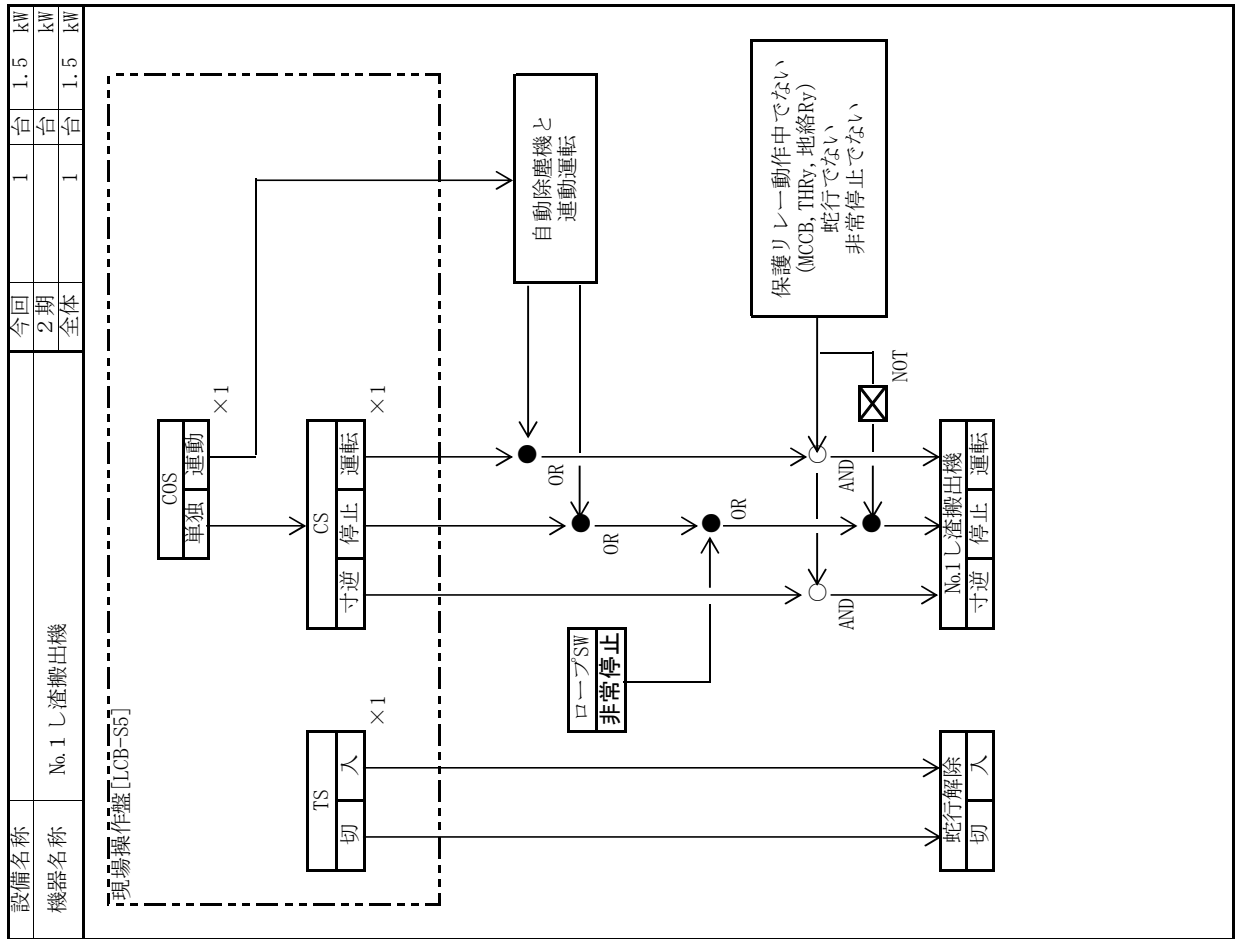 設備名称
今回 1 台 1.5 kW
機器名称 No.1し渣搬出機
2期 台 kW
全体 1 台 1.5 kW
現場操作盤[LCB-S5]
COS
単独 連動
×1
TS
切 入
×1
CS
寸逆 停止 運転
×1
自動除塵機と
連動運転
OR
OR
ロープSW
非常停止
OR
保護リレー動作中でない
(MCCB, THRy, 地絡Ry)
蛇行でない
非常停止でない
AND
AND
NOT
蛇行解除
切 入
No.1し渣搬出機
寸逆 停止 運転